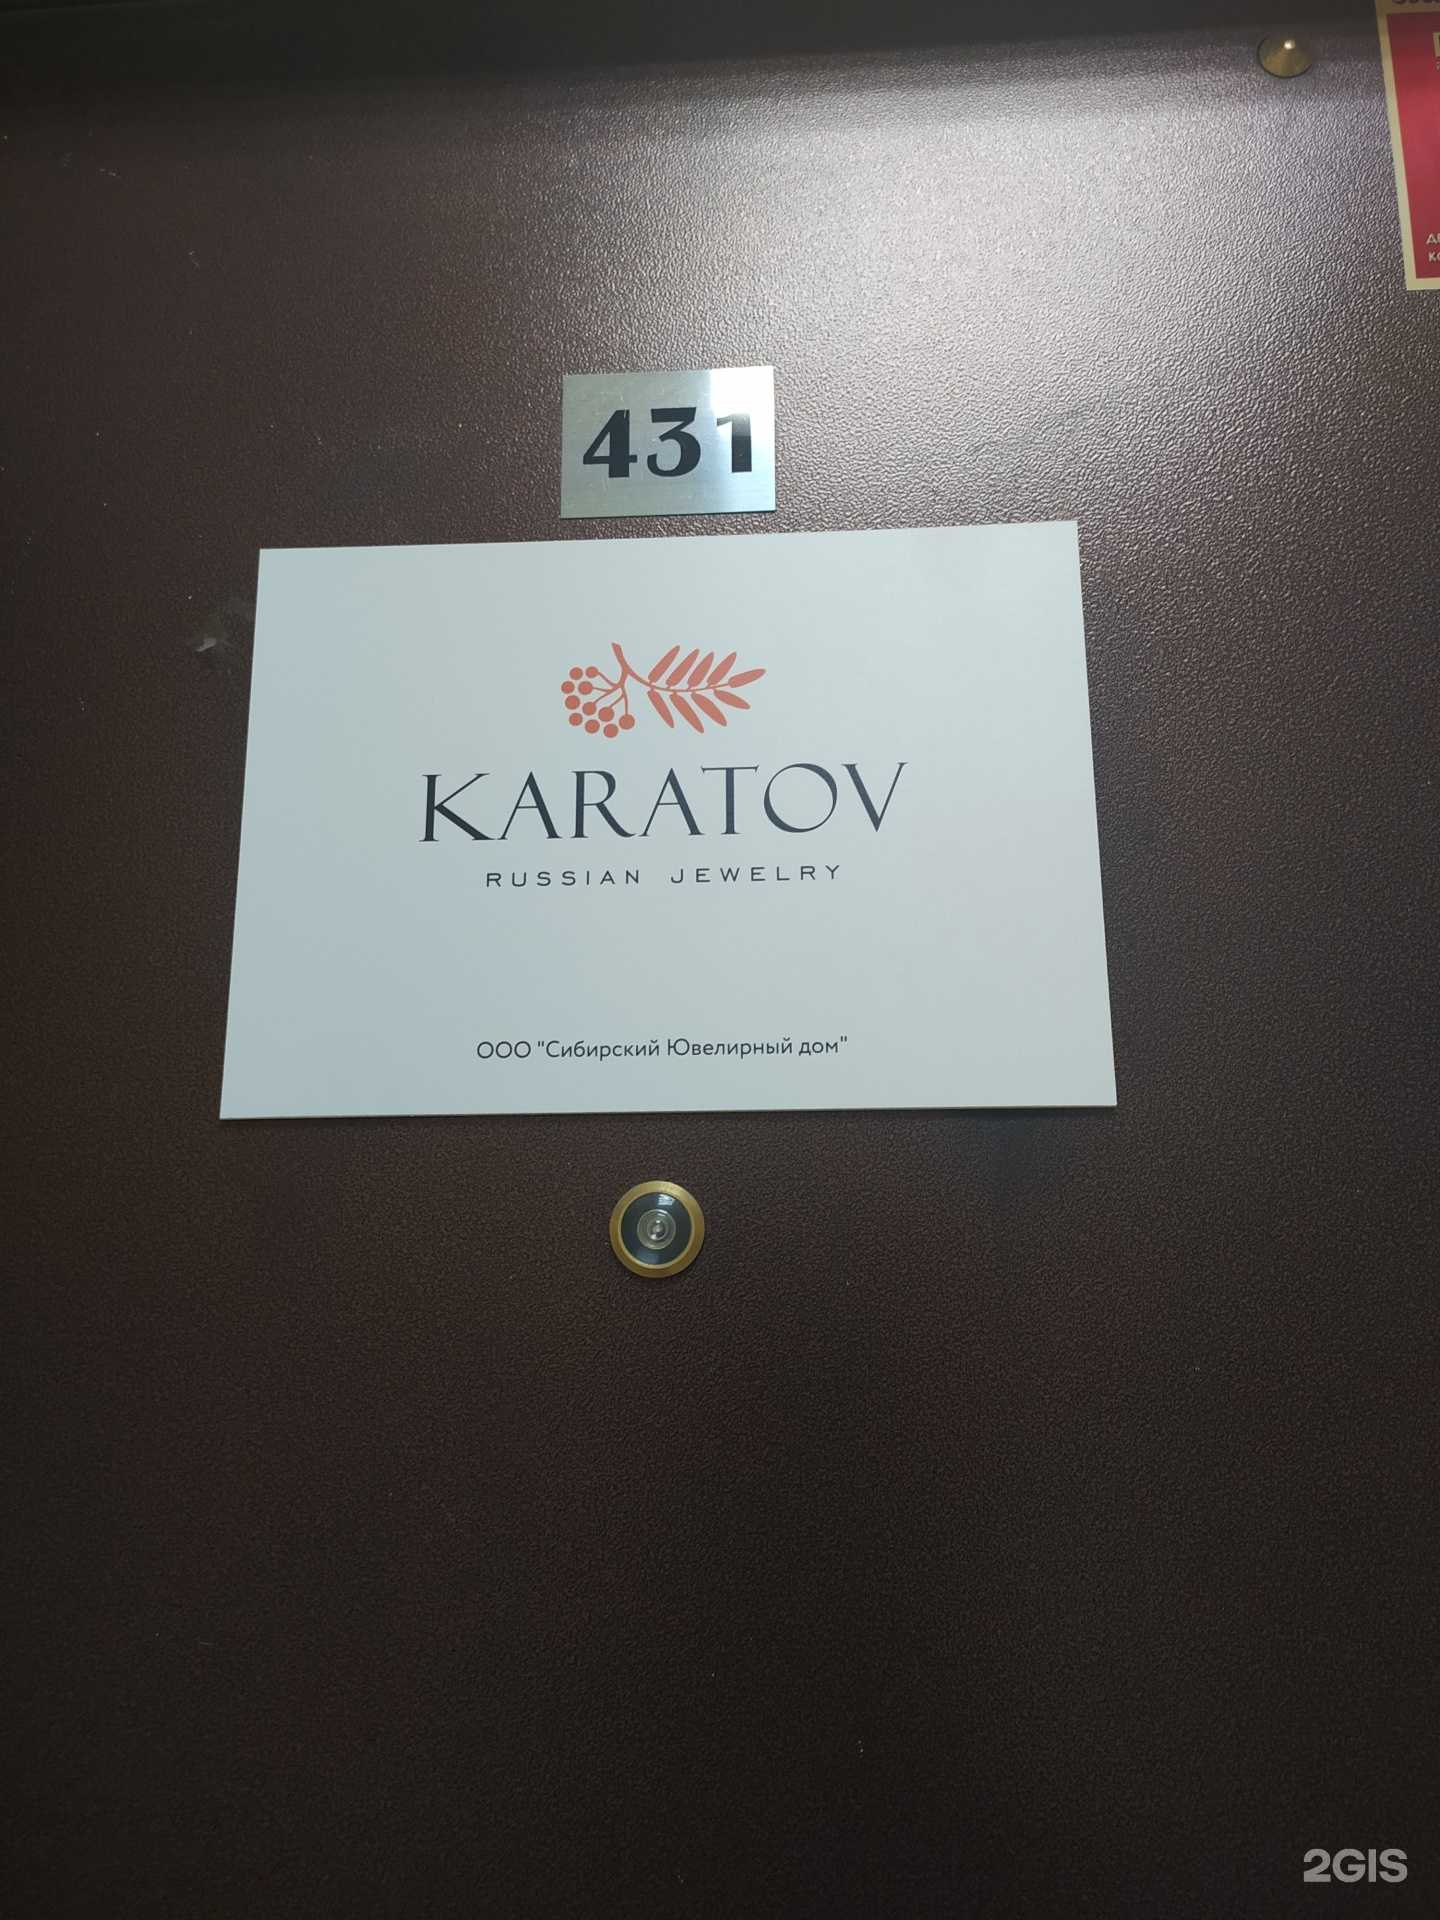 431
KARATOV
RUSSIAN JEWELRY
ООО "Сибирский Ювелирный дом"
2GIS